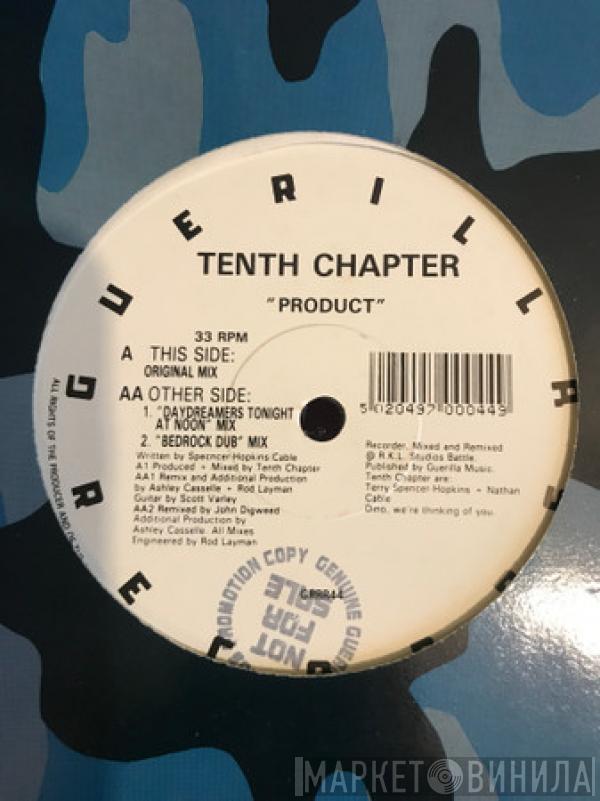 GUERILLA RECORDS
TENTH CHAPTER
"PRODUCT"
33 RPM
A THIS SIDE:
ORIGINAL MIX
AA OTHER SIDE:
1. "DAYDREAMERS TONIGHT
AT NOON" MIX
2. "BEDROCK DUB" MIX
Written by Spencer-Hopkins Cable
A1 Produced + Mixed by Tenth Chapter
AA1 Remix and Additional Production
by Ashley Casselle + Rod Layman
Guitar by Scott Varley
AA2 Remixed by John Digweed
Additional Production by
Ashley Casselle. All Mixes
Engineered by Rod Layman
5 020497 000449
Recorder, Mixed and Remixed
@ R.K.L. Studios Battle.
Published by Guerilla Music.
Tenth Chapter are:
Terry Spencer-Hopkins + Nathan
Cable
Dino, we're thinking of you.
GRRR44
PROMOTION COPY GENUINE
NOT
FOR
SALE
ALL RIGHTS OF THE PRODUCER AND OF
МАРКЕТ ВИНИЛА